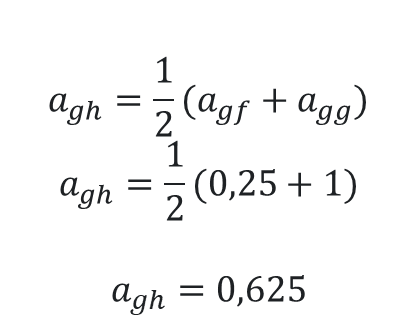 a_gh = 1/2 (a_gf + a_gg)
a_gh = 1/2 (0,25 + 1)
a_gh = 0,625